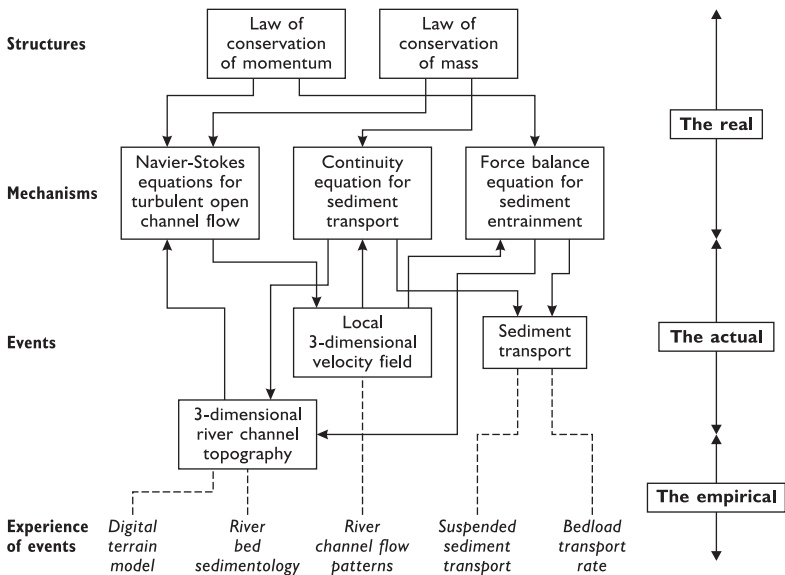 Structures
Law of
conservation
of momentum
Law of
conservation
of mass
The real
Mechanisms
Navier-Stokes
equations for
turbulent open
channel flow
Continuity
equation for
sediment
transport
Force balance
equation for
sediment
entrainment
Events
Local
3-dimensional
velocity field
Sediment
transport
The actual
3-dimensional
river channel
topography
The empirical
Experience
of events
Digital
terrain
model
River
bed
sedimentology
River
channel flow
patterns
Suspended
sediment
transport
Bedload
transport
rate